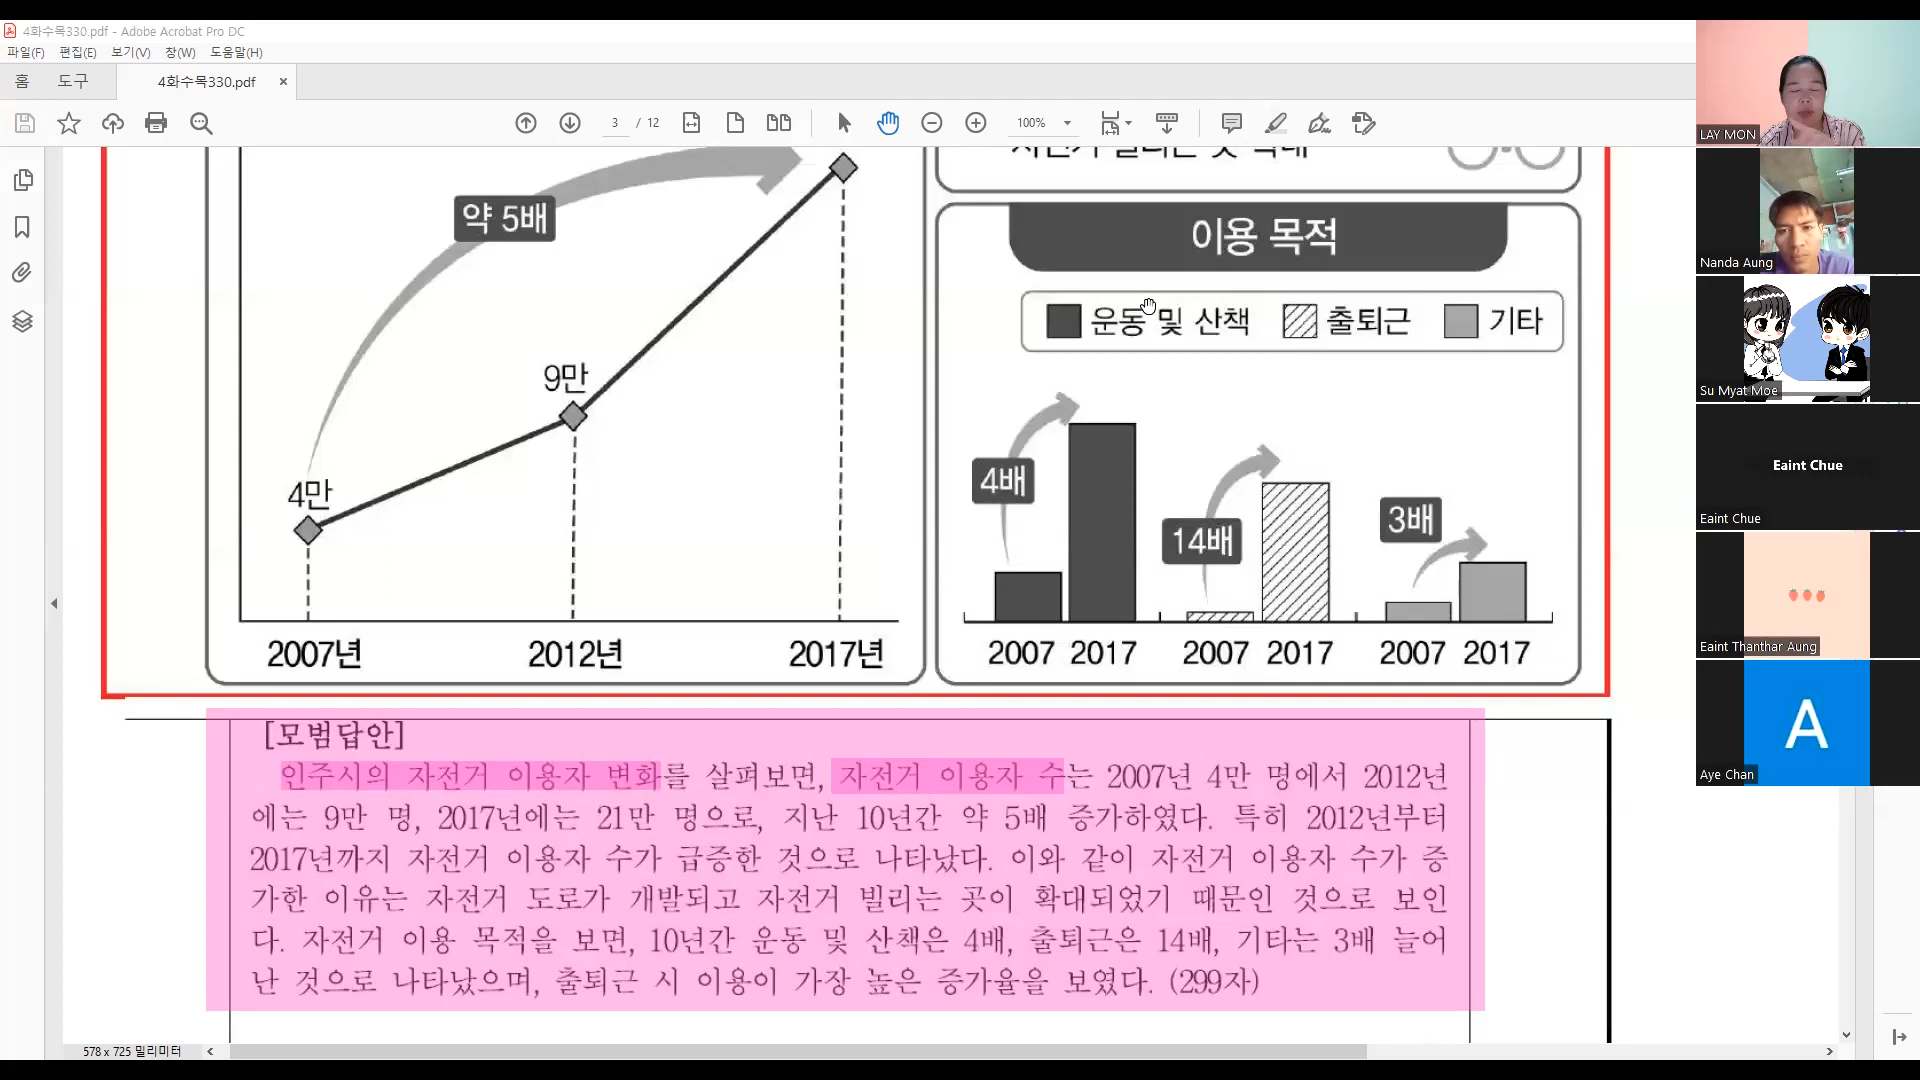 4화수목330.pdf - Adobe Acrobat Pro DC
파일(F) 편집(E) 보기(V) 창(W) 도움말(H)
홈 도구 4화수목330.pdf ×
3 / 12 100%
약 5배
9만
4만
2007년 2012년 2017년
이용 목적
운동 및 산책 출퇴근 기타
4배
14배
3배
2007 2017 2007 2017 2007 2017
[모범답안]
인주시의 자전거 이용자 변화를 살펴보면, 자전거 이용자 수는 2007년 4만 명에서 2012년
에는 9만 명, 2017년에는 21만 명으로, 지난 10년간 약 5배 증가하였다. 특히 2012년부터
2017년까지 자전거 이용자 수가 급증한 것으로 나타났다. 이와 같이 자전거 이용자 수가 증
가한 이유는 자전거 도로가 개발되고 자전거 빌리는 곳이 확대되었기 때문인 것으로 보인
다. 자전거 이용 목적을 보면, 10년간 운동 및 산책은 4배, 출퇴근은 14배, 기타는 3배 늘어
난 것으로 나타났으며, 출퇴근 시 이용이 가장 높은 증가율을 보였다. (299자)
578 x 725 밀리미터
LAY MON
Nanda Aung
Su Myat Moe
Eaint Chue
Eaint Chue
Eaint Thanthar Aung
A
Aye Chan